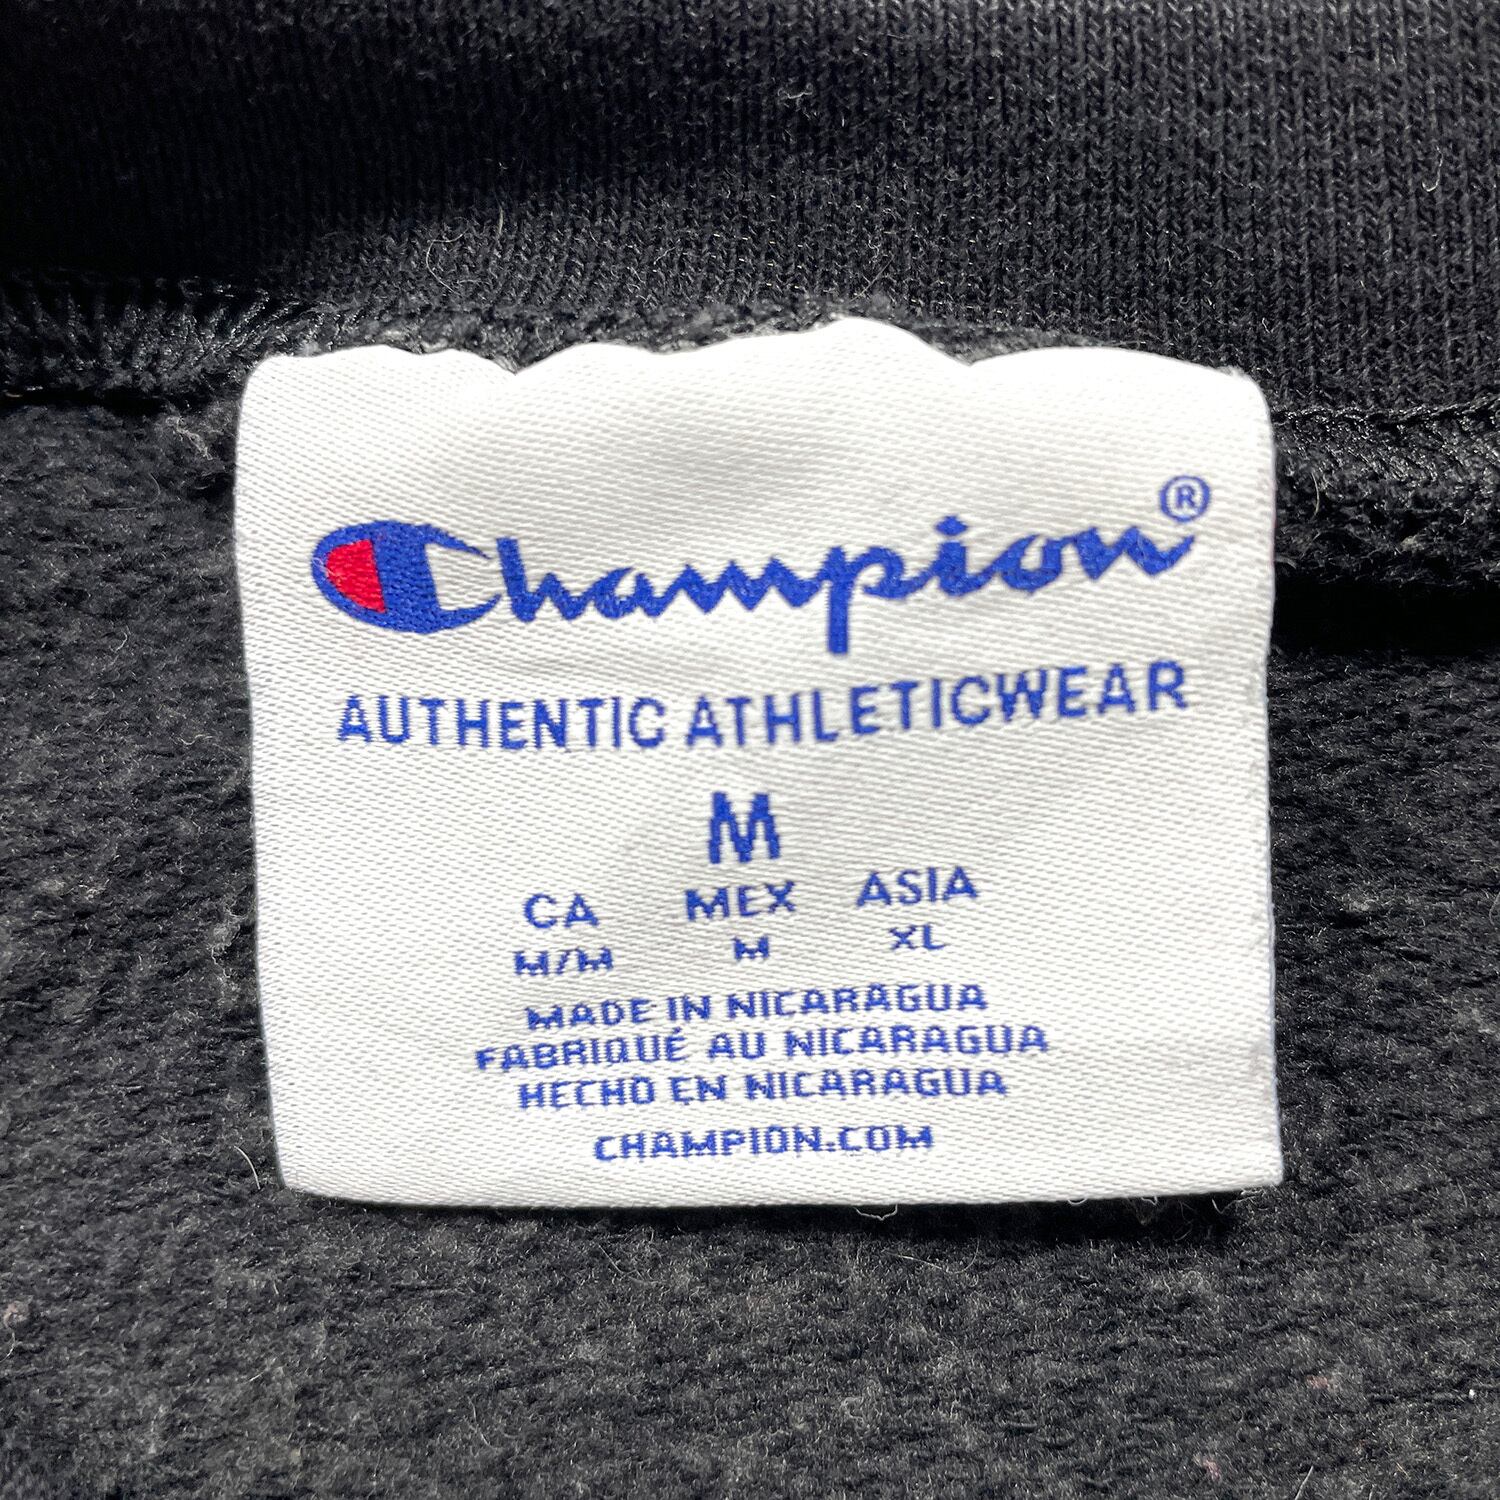 Champion®
AUTHENTIC ATHLETICWEAR
M
CA MEX ASIA
M/M M XL
MADE IN NICARAGUA
FABRIQUÉ AU NICARAGUA
HECHO EN NICARAGUA
CHAMPION.COM